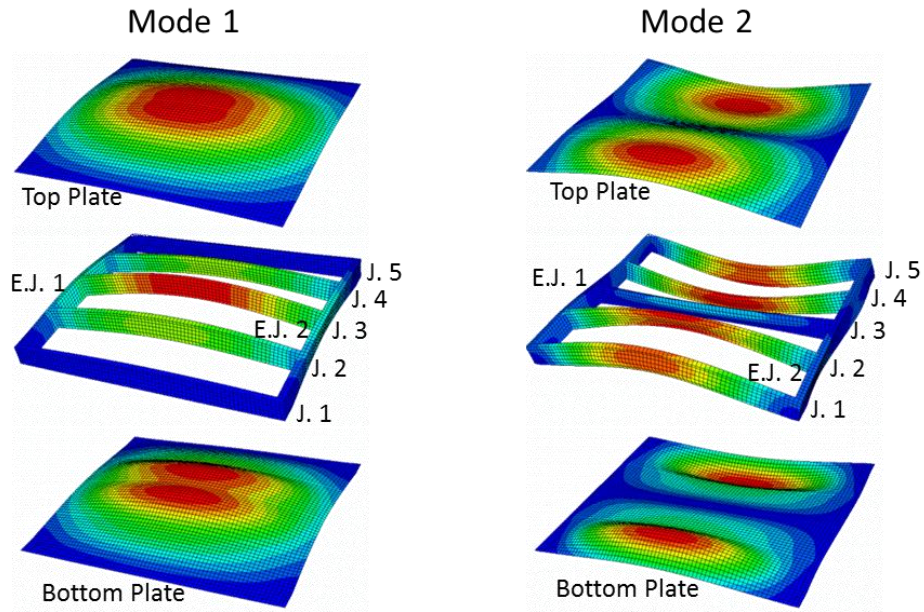 Mode 1
Mode 2
Top Plate
Top Plate
E.J. 1
J. 5
J. 4
E.J. 2
J. 3
J. 2
J. 1
E.J. 1
J. 5
J. 4
J. 3
E.J. 2
J. 2
J. 1
Bottom Plate
Bottom Plate